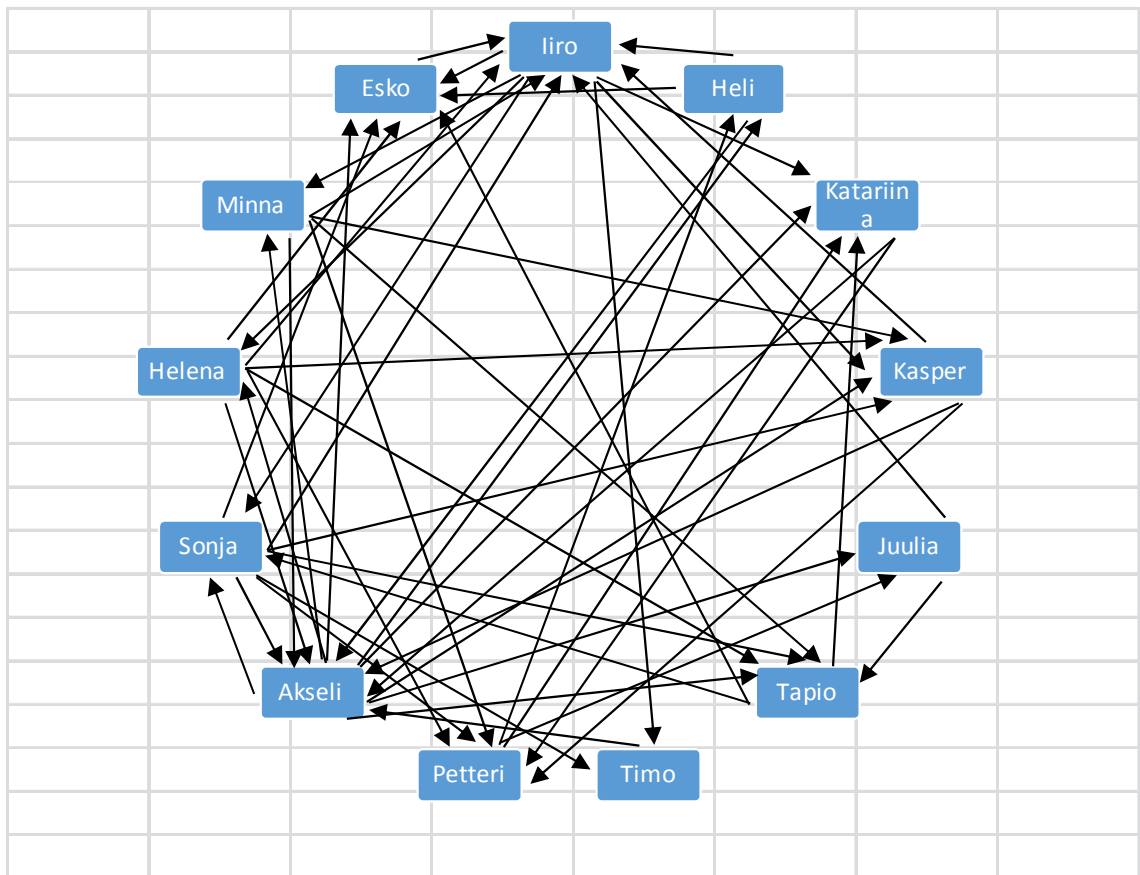 Iiro
Esko
Heli
Minna
Katariin
a
Helena
Kasper
Sonja
Juulia
Akseli
Tapio
Petteri
Timo